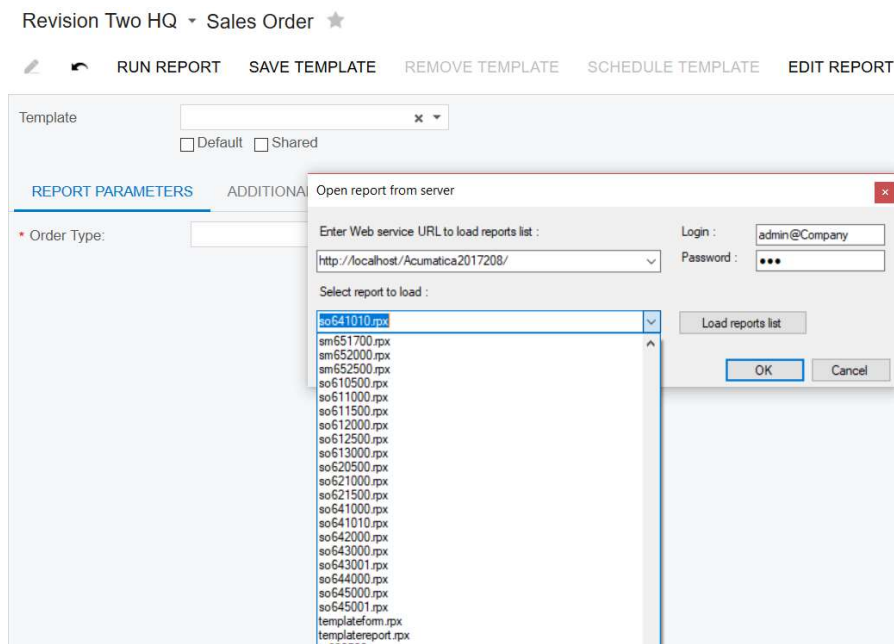 Revision Two HQ Sales Order
RUN REPORT SAVE TEMPLATE REMOVE TEMPLATE SCHEDULE TEMPLATE EDIT REPORT
Template
Default Shared
REPORT PARAMETERS ADDITIONA
Order Type:
Open report from server
Enter Web service URL to load reports list :
http://localhost/Acumatica2017208/
Login :
admin@Company
Password :
Select report to load :
so641010.rpx
Load reports list
OK Cancel
sm651700.rpx
sm652000.rpx
sm652500.rpx
so610500.rpx
so611000.rpx
so611500.rpx
so612000.rpx
so612500.rpx
so613000.rpx
so620500.rpx
so621000.rpx
so621500.rpx
so641000.rpx
so641010.rpx
so642000.rpx
so643000.rpx
so643001.rpx
so644000.rpx
so645000.rpx
so645001.rpx
templateform.rpx
templatereport.rpx